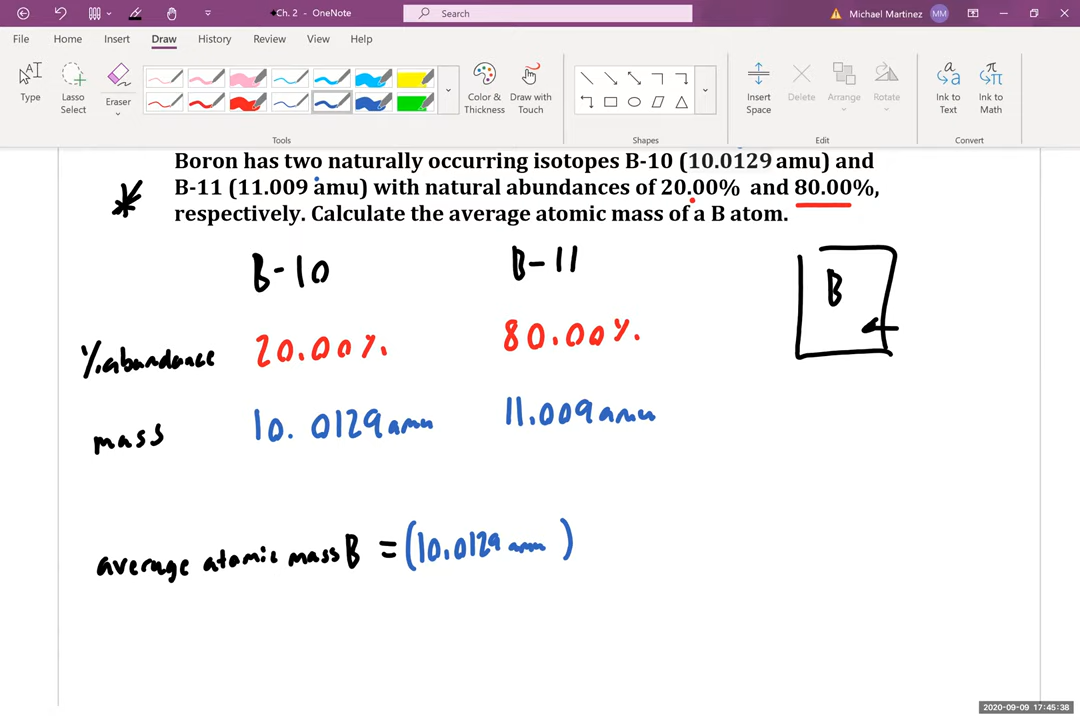 Ch. 2 - OneNote
Search
Michael Martinez
MM
File Home Insert Draw History Review View Help
Type
Lasso Select
Eraser
Color & Thickness
Draw with Touch
Insert Space
Delete
Arrange
Rotate
Ink to Text
Ink to Math
Tools
Shapes
Edit
Convert
Boron has two naturally occurring isotopes B-10 (10.0129 amu) and
B-11 (11.009 amu) with natural abundances of 20.00% and 80.00%,
respectively. Calculate the average atomic mass of a B atom.
B-10 B-11
B
% abundance 20.00% 80.00%
mass 10.0129 amu 11.009 amu
average atomic mass B = (10.0129 amu )
2020-09-09 17:45:38